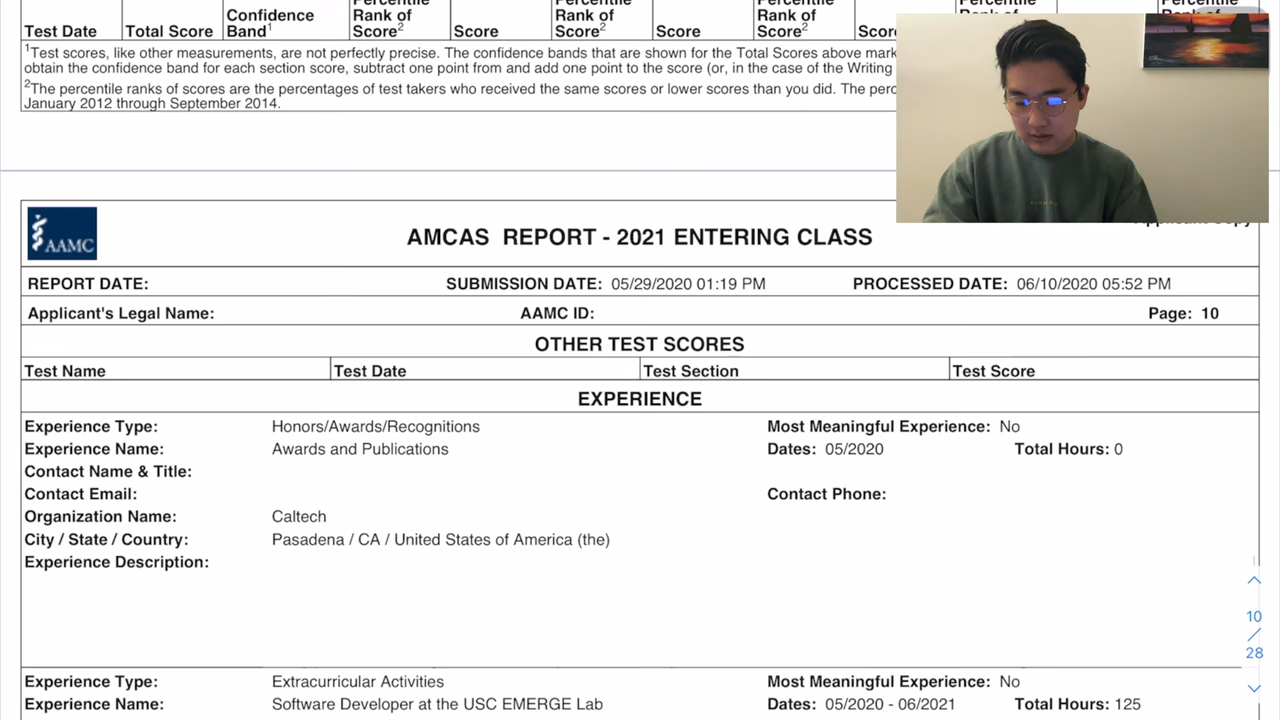 Percentile Percentile Percentile
Confidence Rank of Rank of Rank of
Test Date Total Score Band1 Score2 Score Score2 Score Score2 Score
1Test scores, like other measurements, are not perfectly precise. The confidence bands that are shown for the Total Scores above mark
obtain the confidence band for each section score, subtract one point from and add one point to the score (or, in the case of the Writing
2The percentile ranks of scores are the percentages of test takers who received the same scores or lower scores than you did. The perc
January 2012 through September 2014.
AAMC
AMCAS REPORT - 2021 ENTERING CLASS
REPORT DATE: SUBMISSION DATE: 05/29/2020 01:19 PM PROCESSED DATE: 06/10/2020 05:52 PM
Applicant's Legal Name: AAMC ID: Page: 10
OTHER TEST SCORES
Test Name Test Date Test Section Test Score
EXPERIENCE
Experience Type: Honors/Awards/Recognitions Most Meaningful Experience: No
Experience Name: Awards and Publications Dates: 05/2020 Total Hours: 0
Contact Name & Title:
Contact Email: Contact Phone:
Organization Name: Caltech
City / State / Country: Pasadena / CA / United States of America (the)
Experience Description:
10
/
28
Experience Type: Extracurricular Activities Most Meaningful Experience: No
Experience Name: Software Developer at the USC EMERGE Lab Dates: 05/2020 - 06/2021 Total Hours: 125